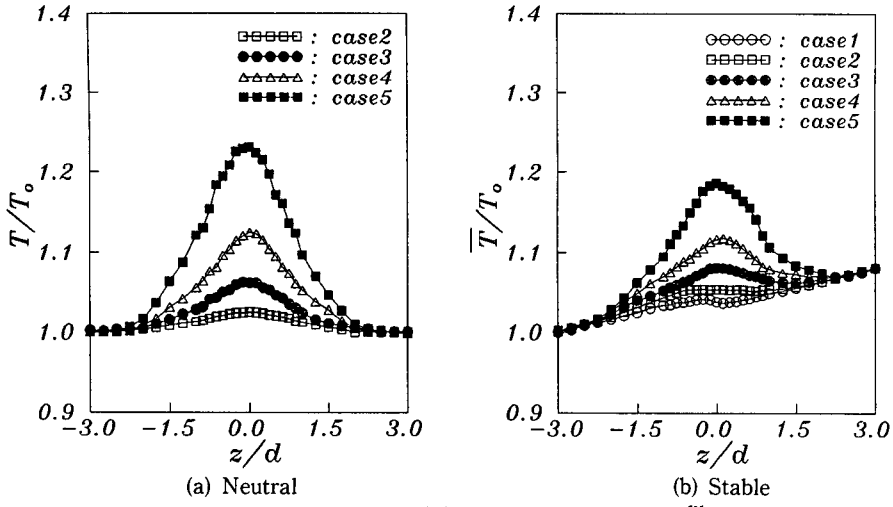 1.4
1.3
1.2
1.1
1.0
0.9
T/To
: case2
: case3
: case4
: case5
-3.0 -1.5 0.0 1.5 3.0
z/d
(a) Neutral
1.4
1.3
1.2
1.1
1.0
0.9
T/To
: case1
: case2
: case3
: case4
: case5
-3.0 -1.5 0.0 1.5 3.0
z/d
(b) Stable